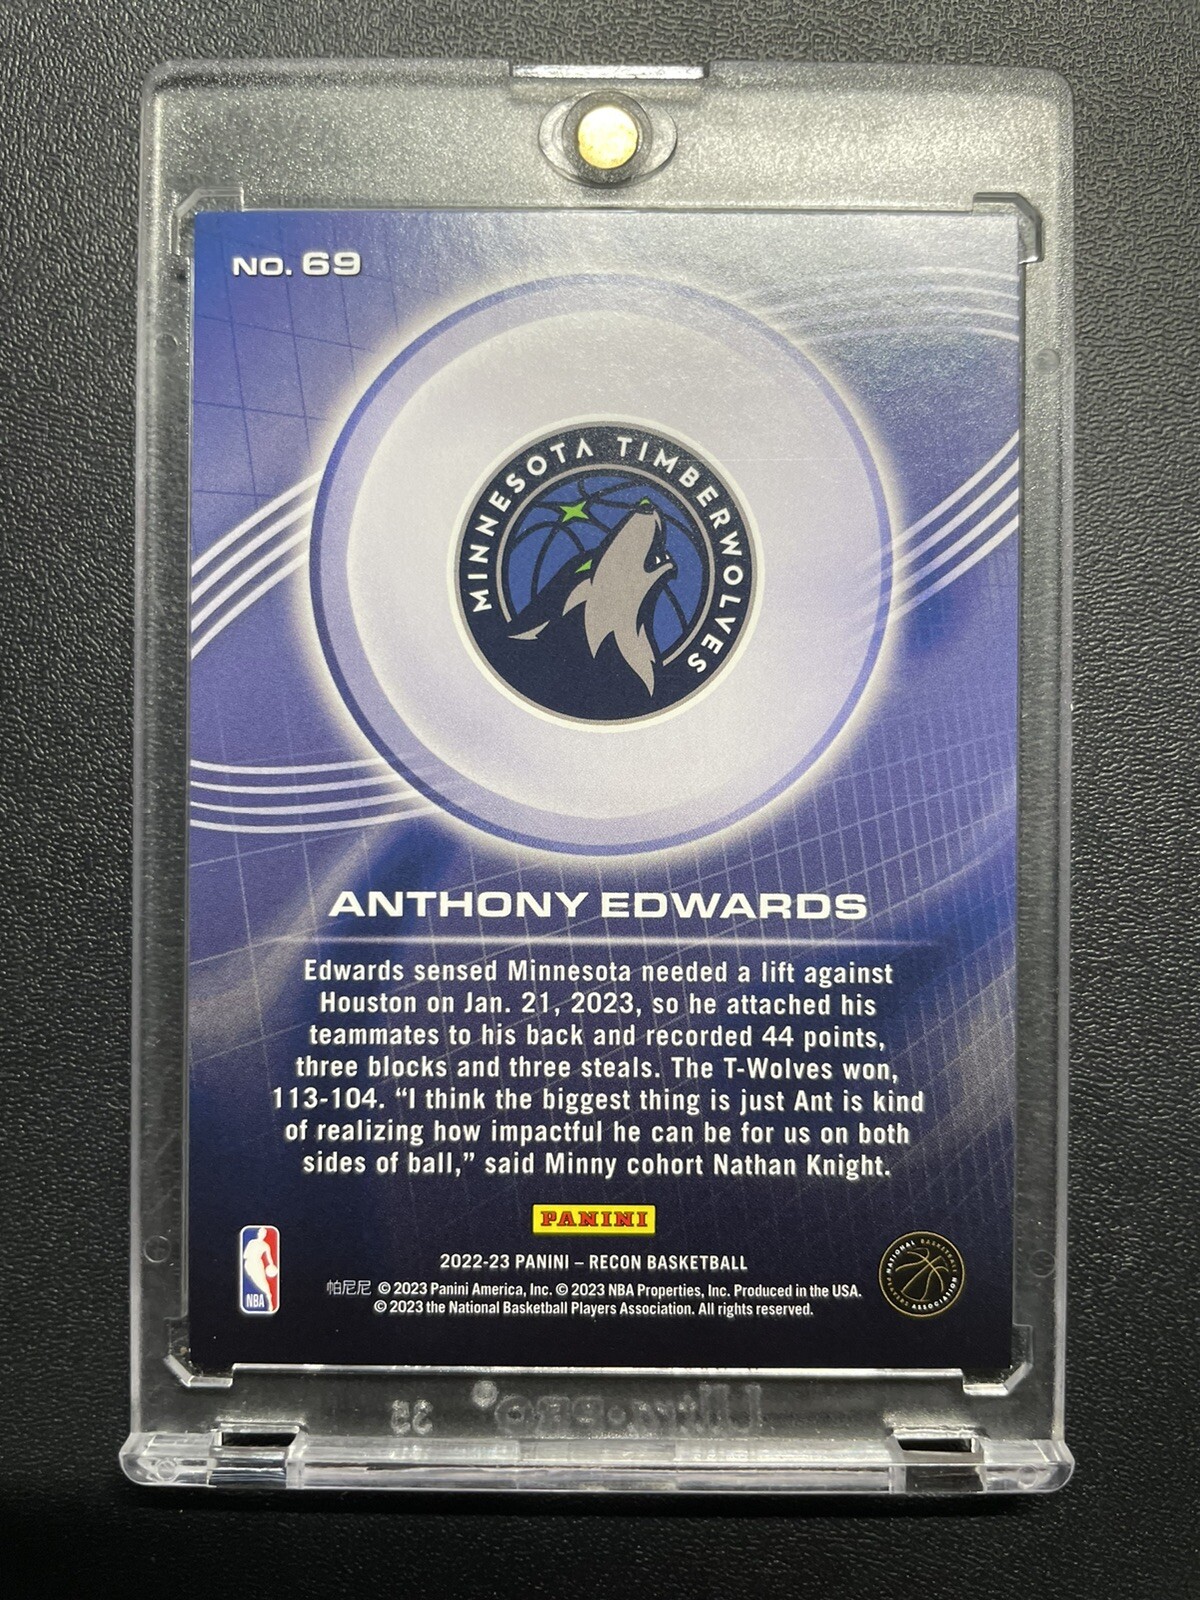 NO. 69
MINNESOTA TIMBERWOLVES
ANTHONY EDWARDS
Edwards sensed Minnesota needed a lift against
Houston on Jan. 21, 2023, so he attached his
teammates to his back and recorded 44 points,
three blocks and three steals. The T-Wolves won,
113-104. “I think the biggest thing is just Ant is kind
of realizing how impactful he can be for us on both
sides of ball,” said Minny cohort Nathan Knight.
PANINI
2022-23 PANINI – RECON BASKETBALL
帕尼尼 © 2023 Panini America, Inc. © 2023 NBA Properties, Inc. Produced in the USA.
© 2023 the National Basketball Players Association. All rights reserved.
NBA
NATIONAL BASKETBALL
PLAYERS ASSOCIATION
Ultra•PRO® 35